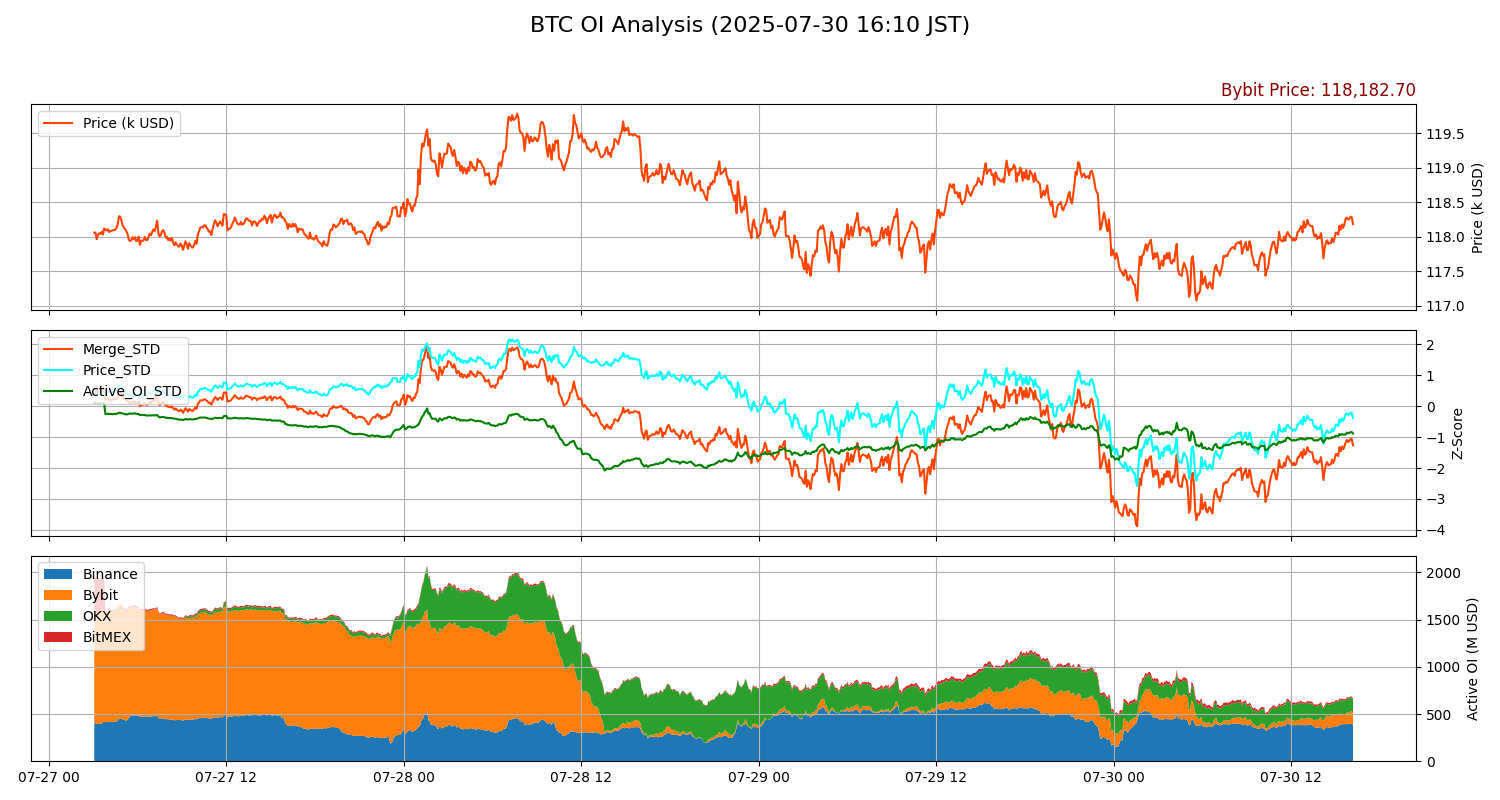 BTC OI Analysis (2025-07-30 16:10 JST)
Bybit Price: 118,182.70
Price (k USD)
119.5
119.0
118.5
118.0
117.5
117.0
Price (k USD)
Merge_STD
Price_STD
Active_OI_STD
2
1
0
−1
−2
−3
−4
Z-Score
Binance
Bybit
OKX
BitMEX
2000
1500
1000
500
0
Active OI (M USD)
07-27 00
07-27 12
07-28 00
07-28 12
07-29 00
07-29 12
07-30 00
07-30 12